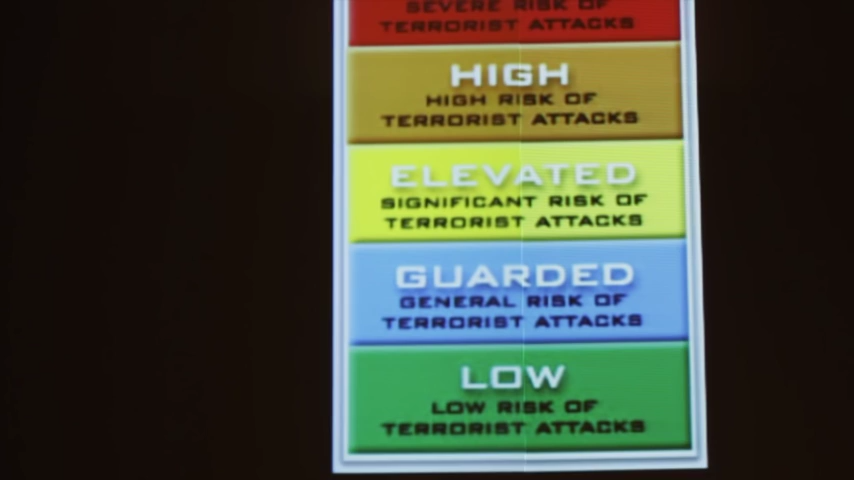 SEVERE RISK OF
TERRORIST ATTACKS
HIGH
HIGH RISK OF
TERRORIST ATTACKS
ELEVATED
SIGNIFICANT RISK OF
TERRORIST ATTACKS
GUARDED
GENERAL RISK OF
TERRORIST ATTACKS
LOW
LOW RISK OF
TERRORIST ATTACKS